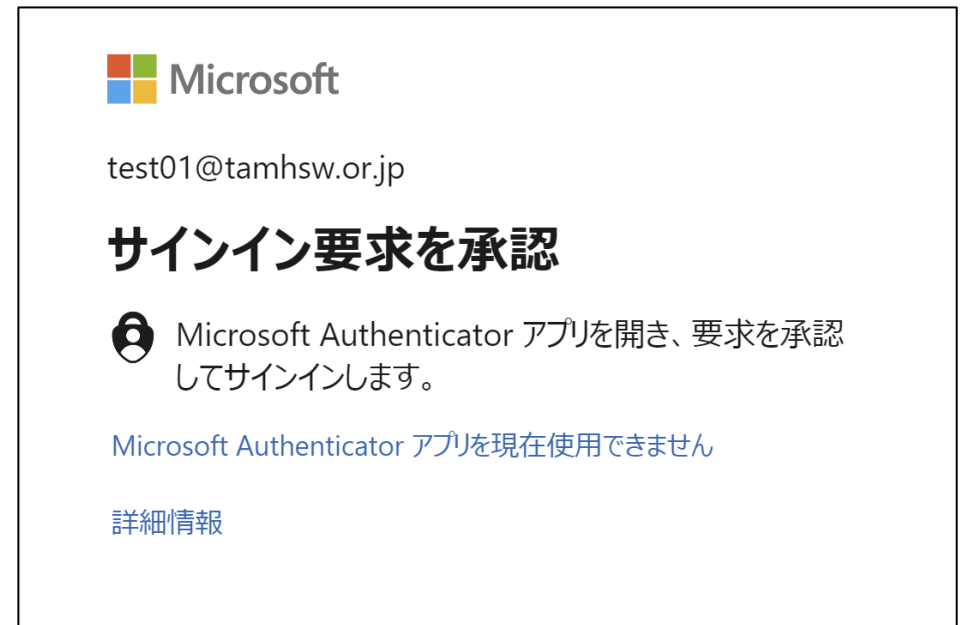 Microsoft
test01@tamhsw.or.jp
サインイン要求を承認
Microsoft Authenticator アプリを開き、要求を承認
してサインインします。
Microsoft Authenticator アプリを現在使用できません
詳細情報